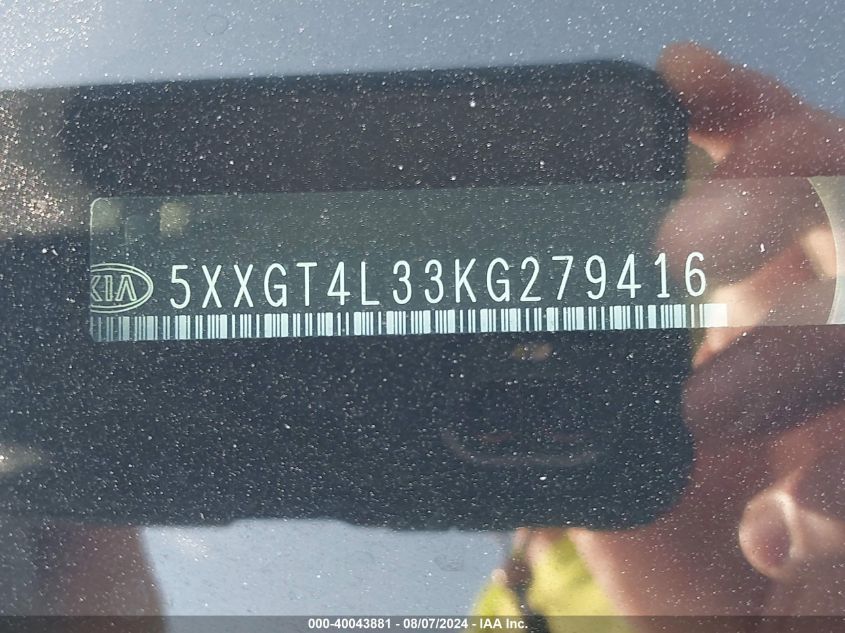 KIA 5XXGT4L33KG279416
000-40043881 - 08/07/2024 - IAA Inc.